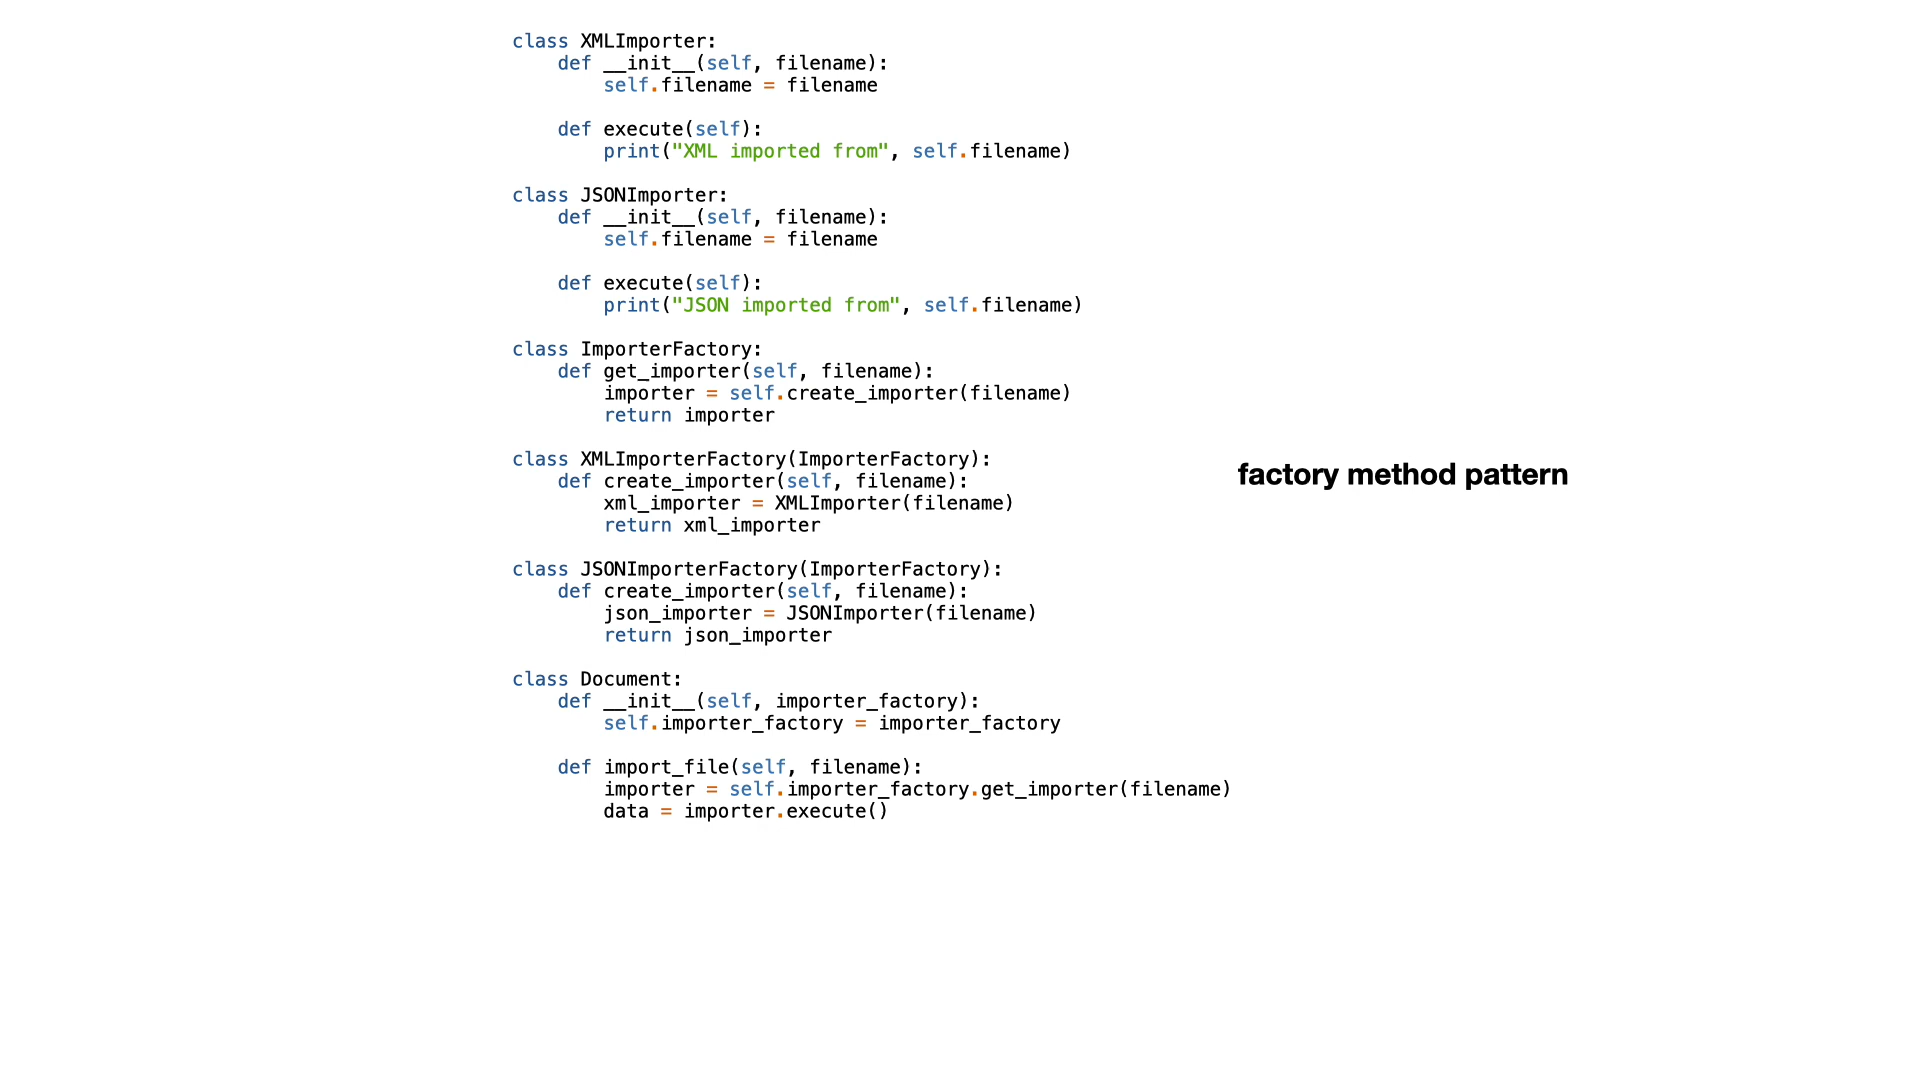 class XMLImporter:
    def __init__(self, filename):
        self.filename = filename

    def execute(self):
        print("XML imported from", self.filename)

class JSONImporter:
    def __init__(self, filename):
        self.filename = filename

    def execute(self):
        print("JSON imported from", self.filename)

class ImporterFactory:
    def get_importer(self, filename):
        importer = self.create_importer(filename)
        return importer

class XMLImporterFactory(ImporterFactory):
    def create_importer(self, filename):
        xml_importer = XMLImporter(filename)
        return xml_importer

class JSONImporterFactory(ImporterFactory):
    def create_importer(self, filename):
        json_importer = JSONImporter(filename)
        return json_importer

class Document:
    def __init__(self, importer_factory):
        self.importer_factory = importer_factory

    def import_file(self, filename):
        importer = self.importer_factory.get_importer(filename)
        data = importer.execute()
factory method pattern